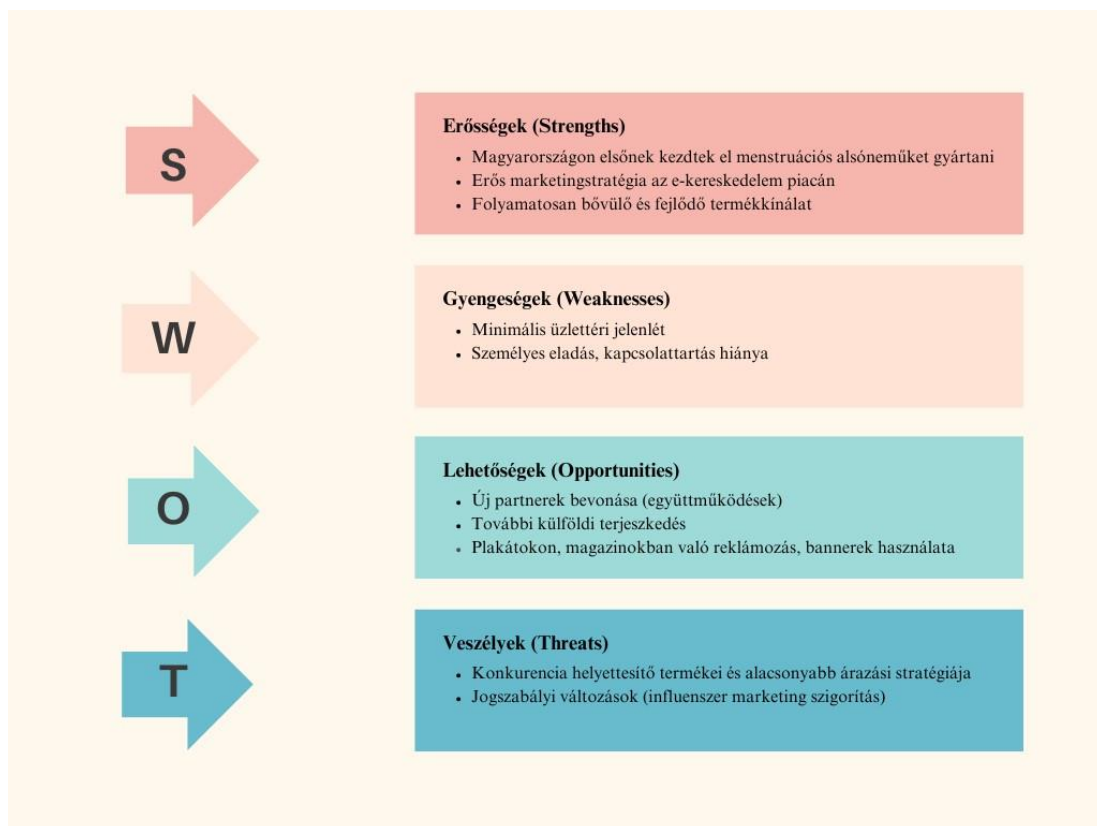 S
Erősségek (Strengths)
• Magyarországon elsőnek kezdtek el menstruációs alsóneműket gyártani
• Erős marketingstratégia az e-kereskedelem piacán
• Folyamatosan bővülő és fejlődő termékkínálat
W
Gyengeségek (Weaknesses)
• Minimális üzlettéri jelenlét
• Személyes eladás, kapcsolattartás hiánya
O
Lehetőségek (Opportunities)
• Új partnerek bevonása (együttműködések)
• További külföldi terjeszkedés
• Plakátokon, magazinokban való reklámozás, bannerek használata
T
Veszélyek (Threats)
• Konkurencia helyettesítő termékei és alacsonyabb árazási stratégiája
• Jogszabályi változások (influenszer marketing szigorítás)